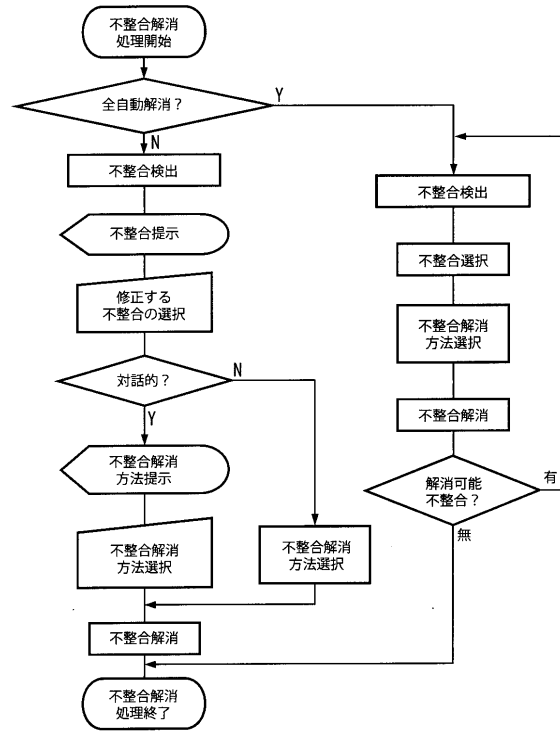 不整合解消
処理開始
全自動解消？
Y
N
不整合検出
不整合提示
修正する
不整合の選択
対話的？
N
Y
不整合解消
方法提示
不整合解消
方法選択
不整合解消
方法選択
不整合解消
不整合解消
処理終了
不整合検出
不整合選択
不整合解消
方法選択
不整合解消
解消可能
不整合？
有
無